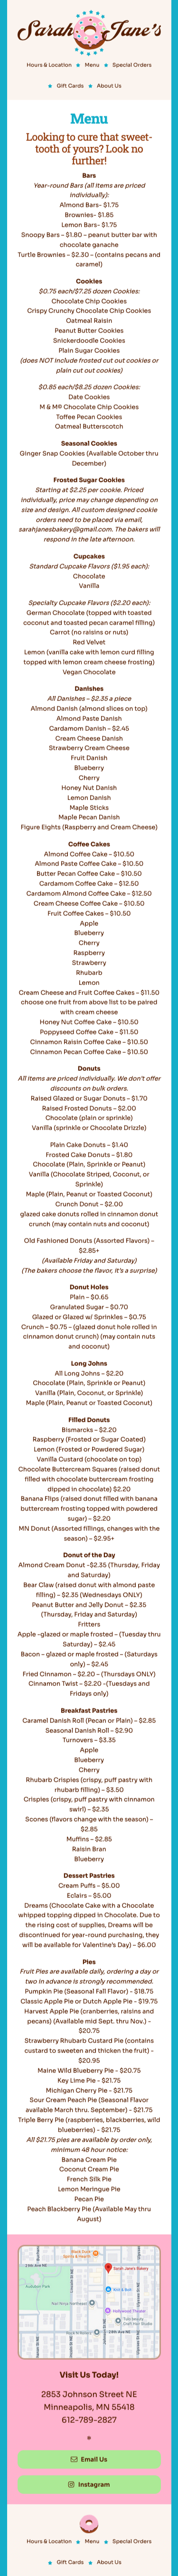 Sarah Jane's
Hours & Location
Menu
Special Orders
Gift Cards
About Us
Menu
Looking to cure that sweet-
tooth of yours? Look no
further!
Bars
Year-round Bars (all items are priced
individually):
Almond Bars- $1.75
Brownies- $1.85
Lemon Bars- $1.75
Snoopy Bars – $1.80 – peanut butter bar with
chocolate ganache
Turtle Brownies – $2.30 – (contains pecans and
caramel)
Cookies
$0.75 each/$7.25 dozen Cookies:
Chocolate Chip Cookies
Crispy Crunchy Chocolate Chip Cookies
Oatmeal Raisin
Peanut Butter Cookies
Snickerdoodle Cookies
Plain Sugar Cookies
(does NOT include frosted cut out cookies or
plain cut out cookies)
$0.85 each/$8.25 dozen Cookies:
Date Cookies
M & M® Chocolate Chip Cookies
Toffee Pecan Cookies
Oatmeal Butterscotch
Seasonal Cookies
Ginger Snap Cookies (Available October thru
December)
Frosted Sugar Cookies
Starting at $2.25 per cookie. Priced
individually, prices may change depending on
size and design. All custom designed cookie
orders need to be placed via email,
sarahjanesbakery@gmail.com. The bakers will
respond in the late afternoon.
Cupcakes
Standard Cupcake Flavors ($1.95 each):
Chocolate
Vanilla
Specialty Cupcake Flavors ($2.20 each):
German Chocolate (topped with toasted
coconut and toasted pecan caramel filling)
Carrot (no raisins or nuts)
Red Velvet
Lemon (vanilla cake with lemon curd filling
topped with lemon cream cheese frosting)
Vegan Chocolate
Danishes
All Danishes – $2.35 a piece
Almond Danish (almond slices on top)
Almond Paste Danish
Cardamom Danish – $2.45
Cream Cheese Danish
Strawberry Cream Cheese
Fruit Danish
Blueberry
Cherry
Honey Nut Danish
Lemon Danish
Maple Sticks
Maple Pecan Danish
Figure Eights (Raspberry and Cream Cheese)
Coffee Cakes
Almond Coffee Cake – $10.50
Almond Paste Coffee Cake – $10.50
Butter Pecan Coffee Cake – $10.50
Cardamom Coffee Cake – $12.50
Cardamom Almond Coffee Cake – $12.50
Cream Cheese Coffee Cake – $10.50
Fruit Coffee Cakes – $10.50
Apple
Blueberry
Cherry
Raspberry
Strawberry
Rhubarb
Lemon
Cream Cheese and Fruit Coffee Cakes – $11.50
choose one fruit from above list to be paired
with cream cheese
Honey Nut Coffee Cake – $10.50
Poppyseed Coffee Cake – $11.50
Cinnamon Raisin Coffee Cake – $10.50
Cinnamon Pecan Coffee Cake – $10.50
Donuts
All items are priced individually. We don't offer
discounts on bulk orders.
Raised Glazed or Sugar Donuts – $1.70
Raised Frosted Donuts – $2.00
Chocolate (plain or sprinkle)
Vanilla (sprinkle or Chocolate Drizzle)
Plain Cake Donuts – $1.40
Frosted Cake Donuts – $1.80
Chocolate (Plain, Sprinkle or Peanut)
Vanilla (Chocolate Striped, Coconut, or
Sprinkle)
Maple (Plain, Peanut or Toasted Coconut)
Crunch Donut – $2.00
glazed cake donuts rolled in cinnamon donut
crunch (may contain nuts and coconut)
Old Fashioned Donuts (Assorted Flavors) –
$2.85+
(Available Friday and Saturday)
(The bakers choose the flavor, it's a surprise)
Donut Holes
Plain – $0.65
Granulated Sugar – $0.70
Glazed or Glazed w/ Sprinkles – $0.75
Crunch – $0.75 – (glazed donut hole rolled in
cinnamon donut crunch) (may contain nuts
and coconut)
Long Johns
All Long Johns – $2.20
Chocolate (Plain, Sprinkle or Peanut)
Vanilla (Plain, Coconut, or Sprinkle)
Maple (Plain, Peanut or Toasted Coconut)
Filled Donuts
Bismarcks – $2.20
Raspberry (Frosted or Sugar Coated)
Lemon (Frosted or Powdered Sugar)
Vanilla Custard (chocolate on top)
Chocolate Buttercream Squares (raised donut
filled with chocolate buttercream frosting
dipped in chocolate) $2.20
Banana Flips (raised donut filled with banana
buttercream frosting topped with powdered
sugar) – $2.20
MN Donut (Assorted fillings, changes with the
season) – $2.95+
Donut of the Day
Almond Cream Donut -$2.35 (Thursday, Friday
and Saturday)
Bear Claw (raised donut with almond paste
filling) – $2.35 (Wednesdays ONLY)
Peanut Butter and Jelly Donut – $2.35
(Thursday, Friday and Saturday)
Fritters
Apple –glazed or maple frosted – (Tuesday thru
Saturday) – $2.45
Bacon – glazed or maple frosted – (Saturdays
only) – $2.45
Fried Cinnamon – $2.20 – (Thursdays ONLY)
Cinnamon Twist – $2.20 -(Tuesdays and
Fridays only)
Breakfast Pastries
Caramel Danish Roll (Pecan or Plain) – $2.85
Seasonal Danish Roll – $2.90
Turnovers – $3.35
Apple
Blueberry
Cherry
Rhubarb Crispies (crispy, puff pastry with
rhubarb filling) – $3.50
Crispies (crispy, puff pastry with cinnamon
swirl) – $2.35
Scones (flavors change with the season) –
$2.85
Muffins – $2.85
Raisin Bran
Blueberry
Dessert Pastries
Cream Puffs – $5.00
Eclairs – $5.00
Dreams (Chocolate Cake with a Chocolate
whipped topping dipped in Chocolate. Due to
the rising cost of supplies, Dreams will be
discontinued for year-round purchasing, they
will be available for Valentine's Day) – $6.00
Pies
Fruit Pies are available daily, ordering a day or
two in advance is strongly recommended.
Pumpkin Pie (Seasonal Fall Flavor) - $18.75
Classic Apple Pie or Dutch Apple Pie – $19.75
Harvest Apple Pie (cranberries, raisins and
pecans) (Available mid Sept. thru Nov.) -
$20.75
Strawberry Rhubarb Custard Pie (contains
custard to sweeten and thicken the fruit) -
$20.95
Maine Wild Blueberry Pie - $20.75
Key Lime Pie - $21.75
Michigan Cherry Pie - $21.75
Sour Cream Peach Pie (Seasonal Flavor
available March thru. September) - $21.75
Triple Berry Pie (raspberries, blackberries, wild
blueberries) - $21.75
All $21.75 pies are available by order only,
minimum 48 hour notice:
Banana Cream Pie
Coconut Cream Pie
French Silk Pie
Lemon Meringue Pie
Pecan Pie
Peach Blackberry Pie (Available May thru
August)
Sarah Jane's Bakery
Hollywood Theater
Visit Us Today!
2853 Johnson Street NE
Minneapolis, MN 55418
612-789-2827
Email Us
Instagram
Hours & Location
Menu
Special Orders
Gift Cards
About Us